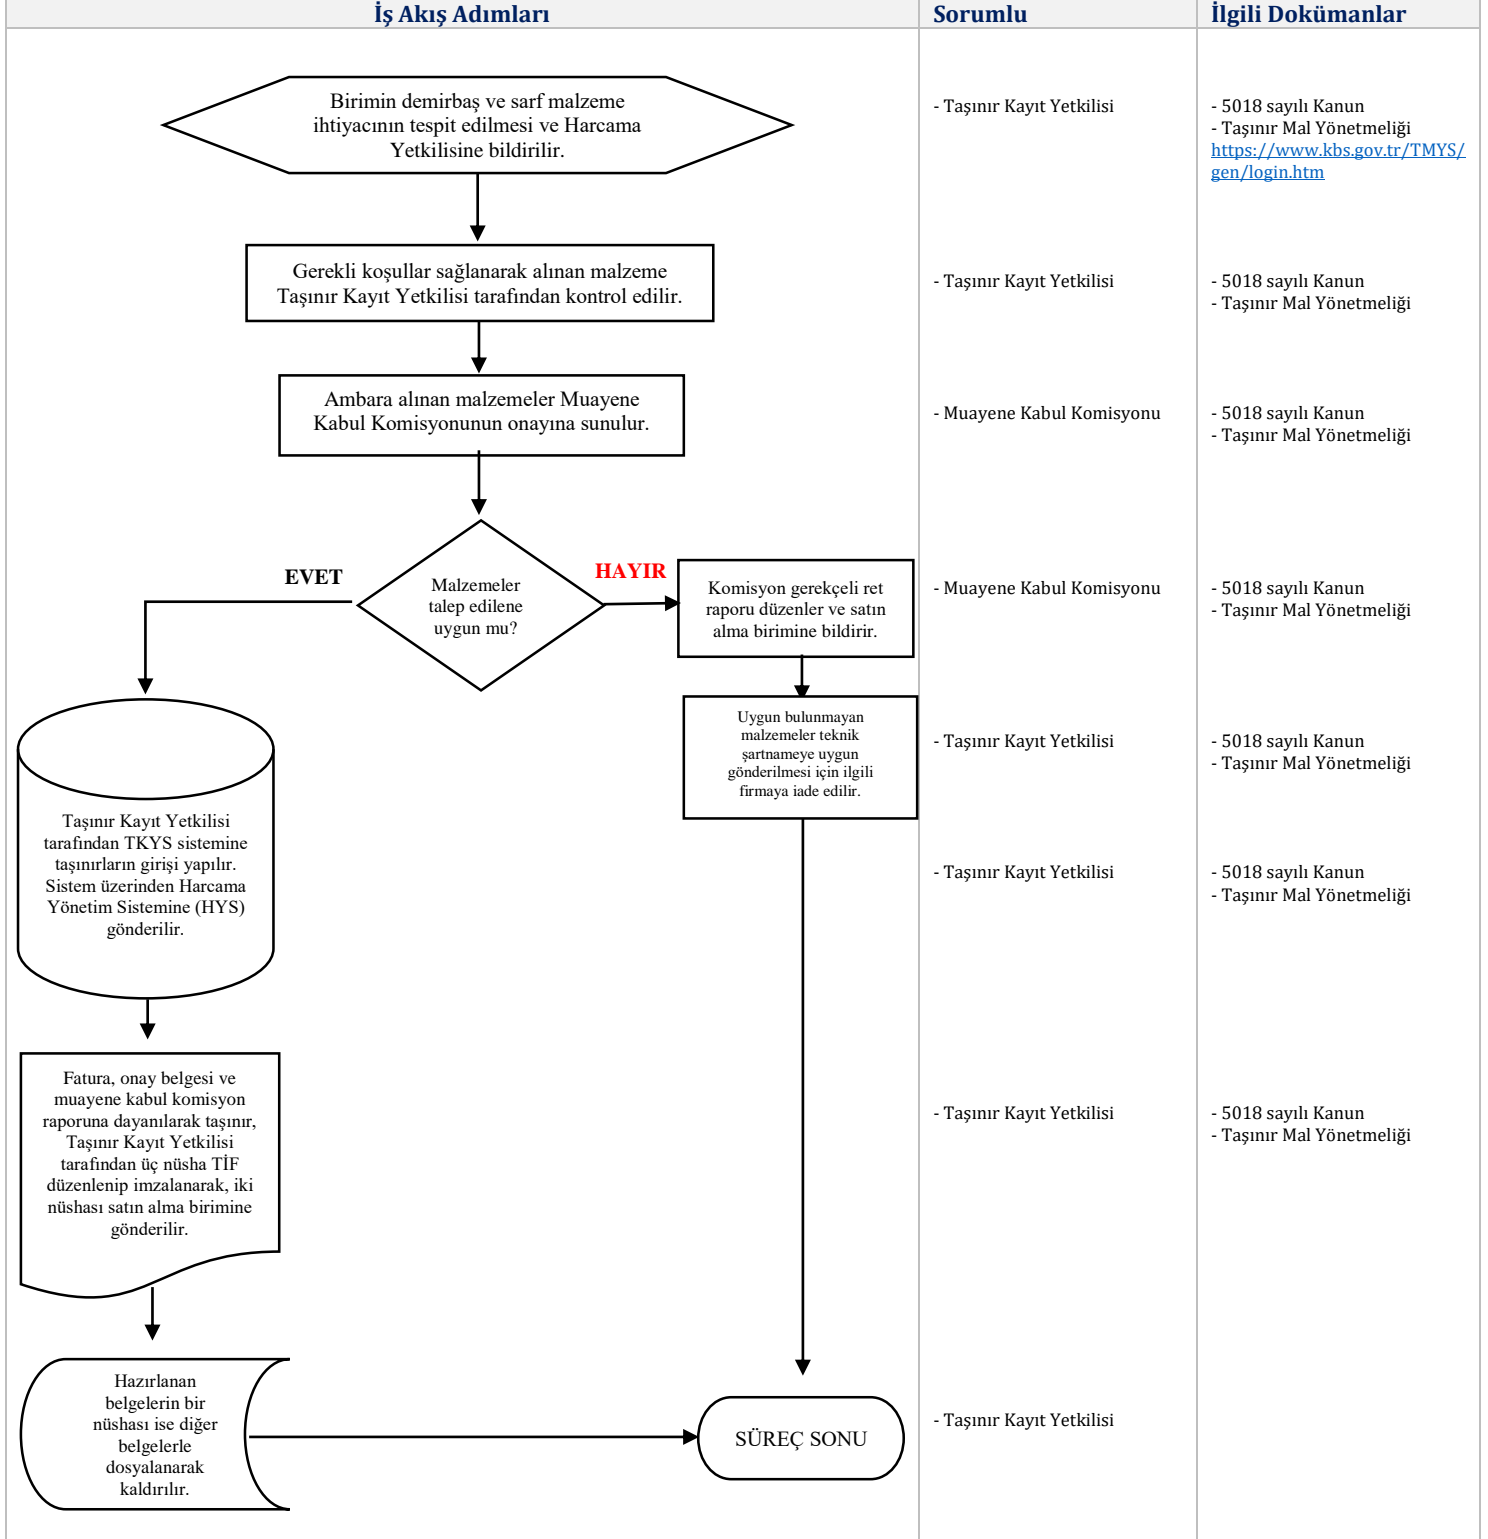 İş Akış Adımları
Sorumlu
İlgili Dokümanlar
Birimin demirbaş ve sarf malzeme
ihtiyacının tespit edilmesi ve Harcama
Yetkilisine bildirilir.
- Taşınır Kayıt Yetkilisi
- 5018 sayılı Kanun
- Taşınır Mal Yönetmeliği
https://www.kbs.gov.tr/TMYS/
gen/login.htm
Gerekli koşullar sağlanarak alınan malzeme
Taşınır Kayıt Yetkilisi tarafından kontrol edilir.
- Taşınır Kayıt Yetkilisi
- 5018 sayılı Kanun
- Taşınır Mal Yönetmeliği
Ambara alınan malzemeler Muayene
Kabul Komisyonunun onayına sunulur.
- Muayene Kabul Komisyonu
- 5018 sayılı Kanun
- Taşınır Mal Yönetmeliği
EVET
Malzemeler
talep edilene
uygun mu?
HAYIR
Komisyon gerekçeli ret
raporu düzenler ve satın
alma birimine bildirir.
- Muayene Kabul Komisyonu
- 5018 sayılı Kanun
- Taşınır Mal Yönetmeliği
Uygun bulunmayan
malzemeler teknik
şartnameye uygun
gönderilmesi için ilgili
firmaya iade edilir.
- Taşınır Kayıt Yetkilisi
- 5018 sayılı Kanun
- Taşınır Mal Yönetmeliği
Taşınır Kayıt Yetkilisi
tarafından TKYS sistemine
taşınırların girişi yapılır.
Sistem üzerinden Harcama
Yönetim Sistemine (HYS)
gönderilir.
- Taşınır Kayıt Yetkilisi
- 5018 sayılı Kanun
- Taşınır Mal Yönetmeliği
Fatura, onay belgesi ve
muayene kabul komisyon
raporuna dayanılarak taşınır,
Taşınır Kayıt Yetkilisi
tarafından üç nüsha TİF
düzenlenip imzalanarak, iki
nüshası satın alma birimine
gönderilir.
- Taşınır Kayıt Yetkilisi
- 5018 sayılı Kanun
- Taşınır Mal Yönetmeliği
Hazırlanan
belgelerin bir
nüshası ise diğer
belgelerle
dosyalanarak
kaldırılır.
SÜREÇ SONU
- Taşınır Kayıt Yetkilisi